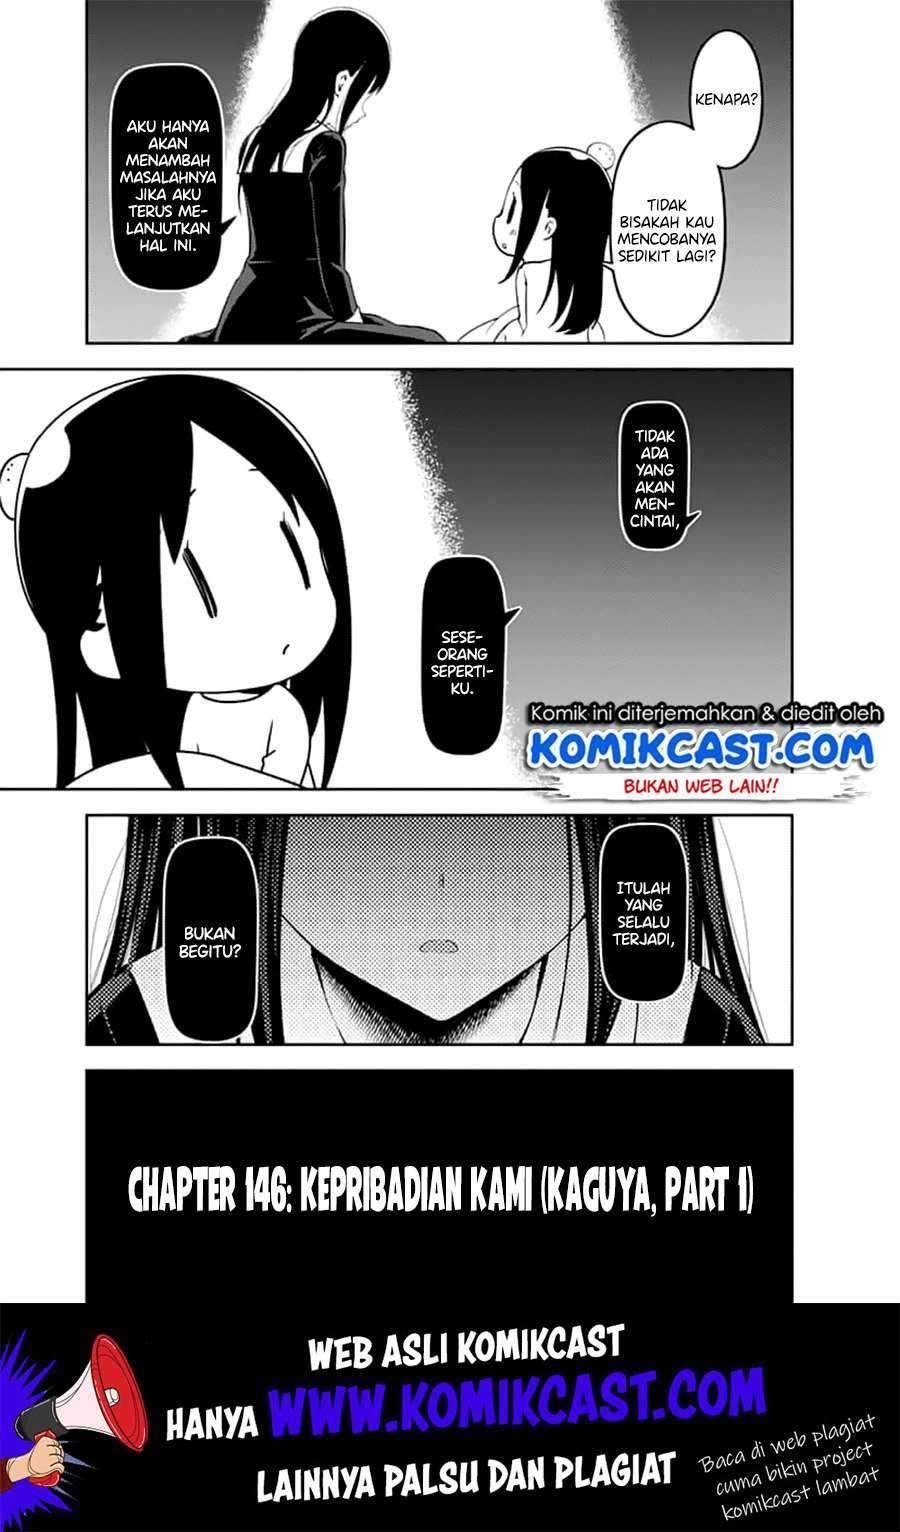 KENAPA?
TIDAK
BISAKAH KAU
MENCOBANYA
SEDIKIT LAGI?
AKU HANYA
AKAN
MENAMBAH
MASALAHNYA
JIKA AKU
TERUS ME-
LANJUTKAN
HAL INI.
TIDAK
ADA
YANG
AKAN
MEN-
CINTAI,
SESE-
ORANG
SEPERTI-
KU.
Komik ini diterjemahkan & diedit oleh
KOMIKCAST.COM
BUKAN WEB LAIN!!
ITULAH
YANG
SELALU
TERJADI,
BUKAN
BEGITU?
CHAPTER 146: KEPRIBADIAN KAMI (KAGUYA, PART 1)
WEB ASLI KOMIKCAST
HANYA WWW.KOMIKCAST.COM
LAINNYA PALSU DAN PLAGIAT
Baca di web plagiat
cuma bikin project
komikcast lambat